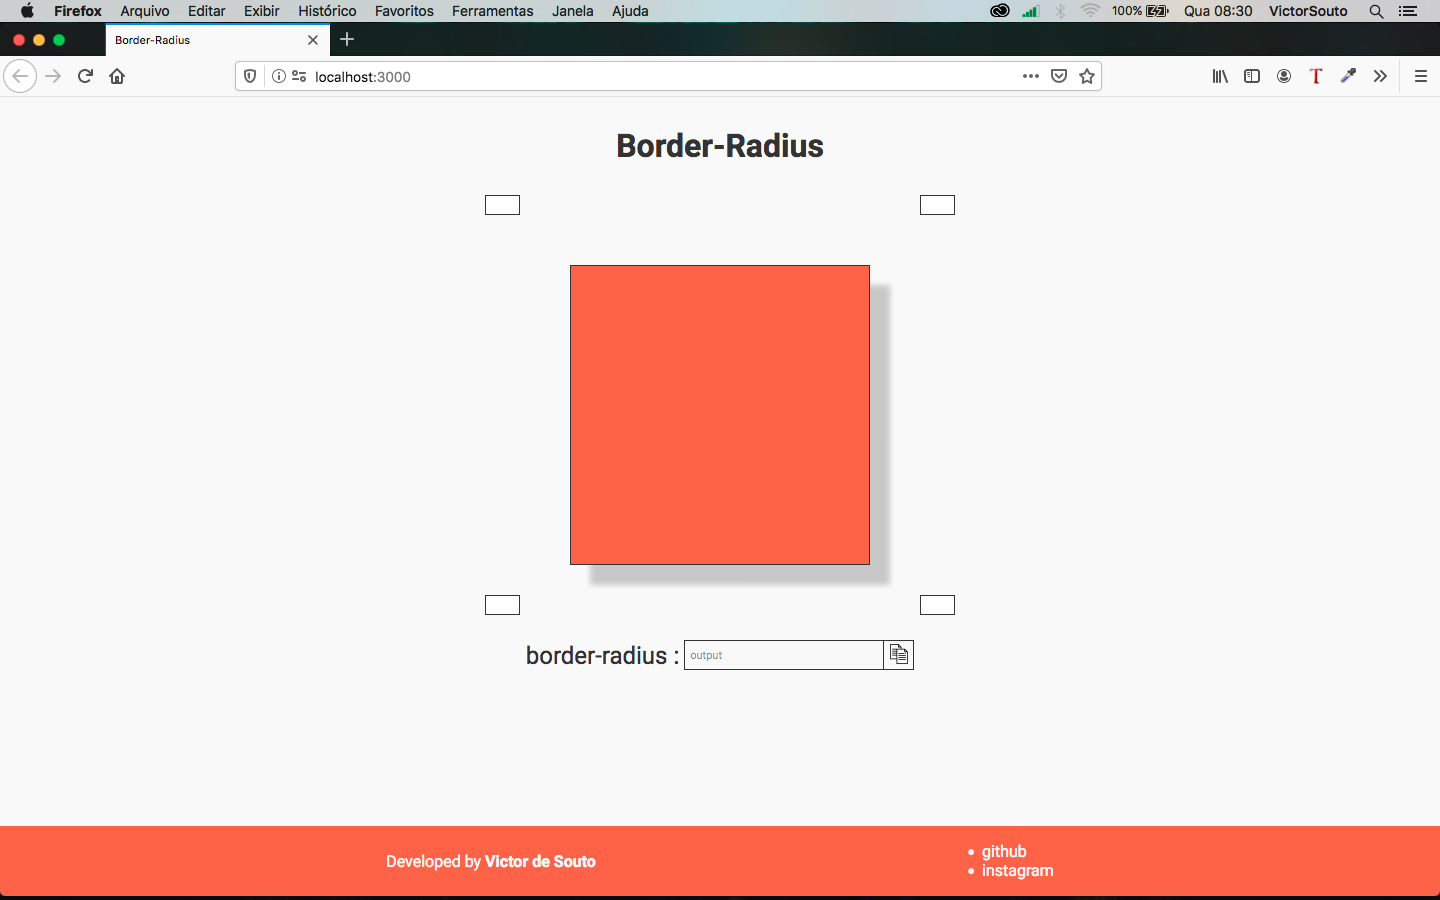 Firefox Arquivo Editar Exibir Histórico Favoritos Ferramentas Janela Ajuda 100% Qua 08:30 VictorSouto
Border-Radius
localhost:3000
T
Border-Radius
border-radius : output
Developed by Victor de Souto
github
instagram